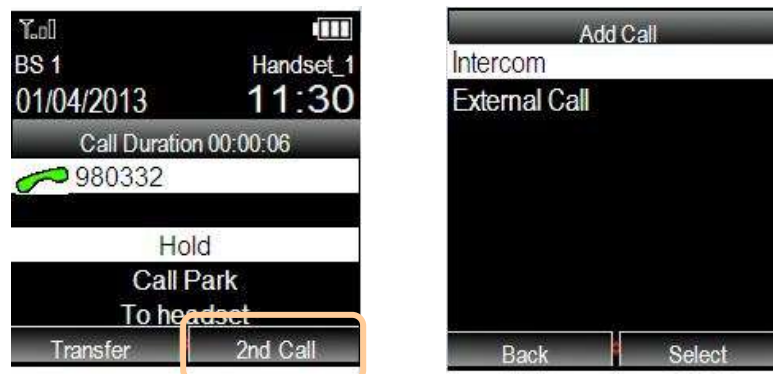 BS 1 Handset_1
01/04/2013 11:30
Call Duration 00:00:06
980332
Hold
Call Park
To headset
Transfer 2nd Call
Add Call
Intercom
External Call
Back Select